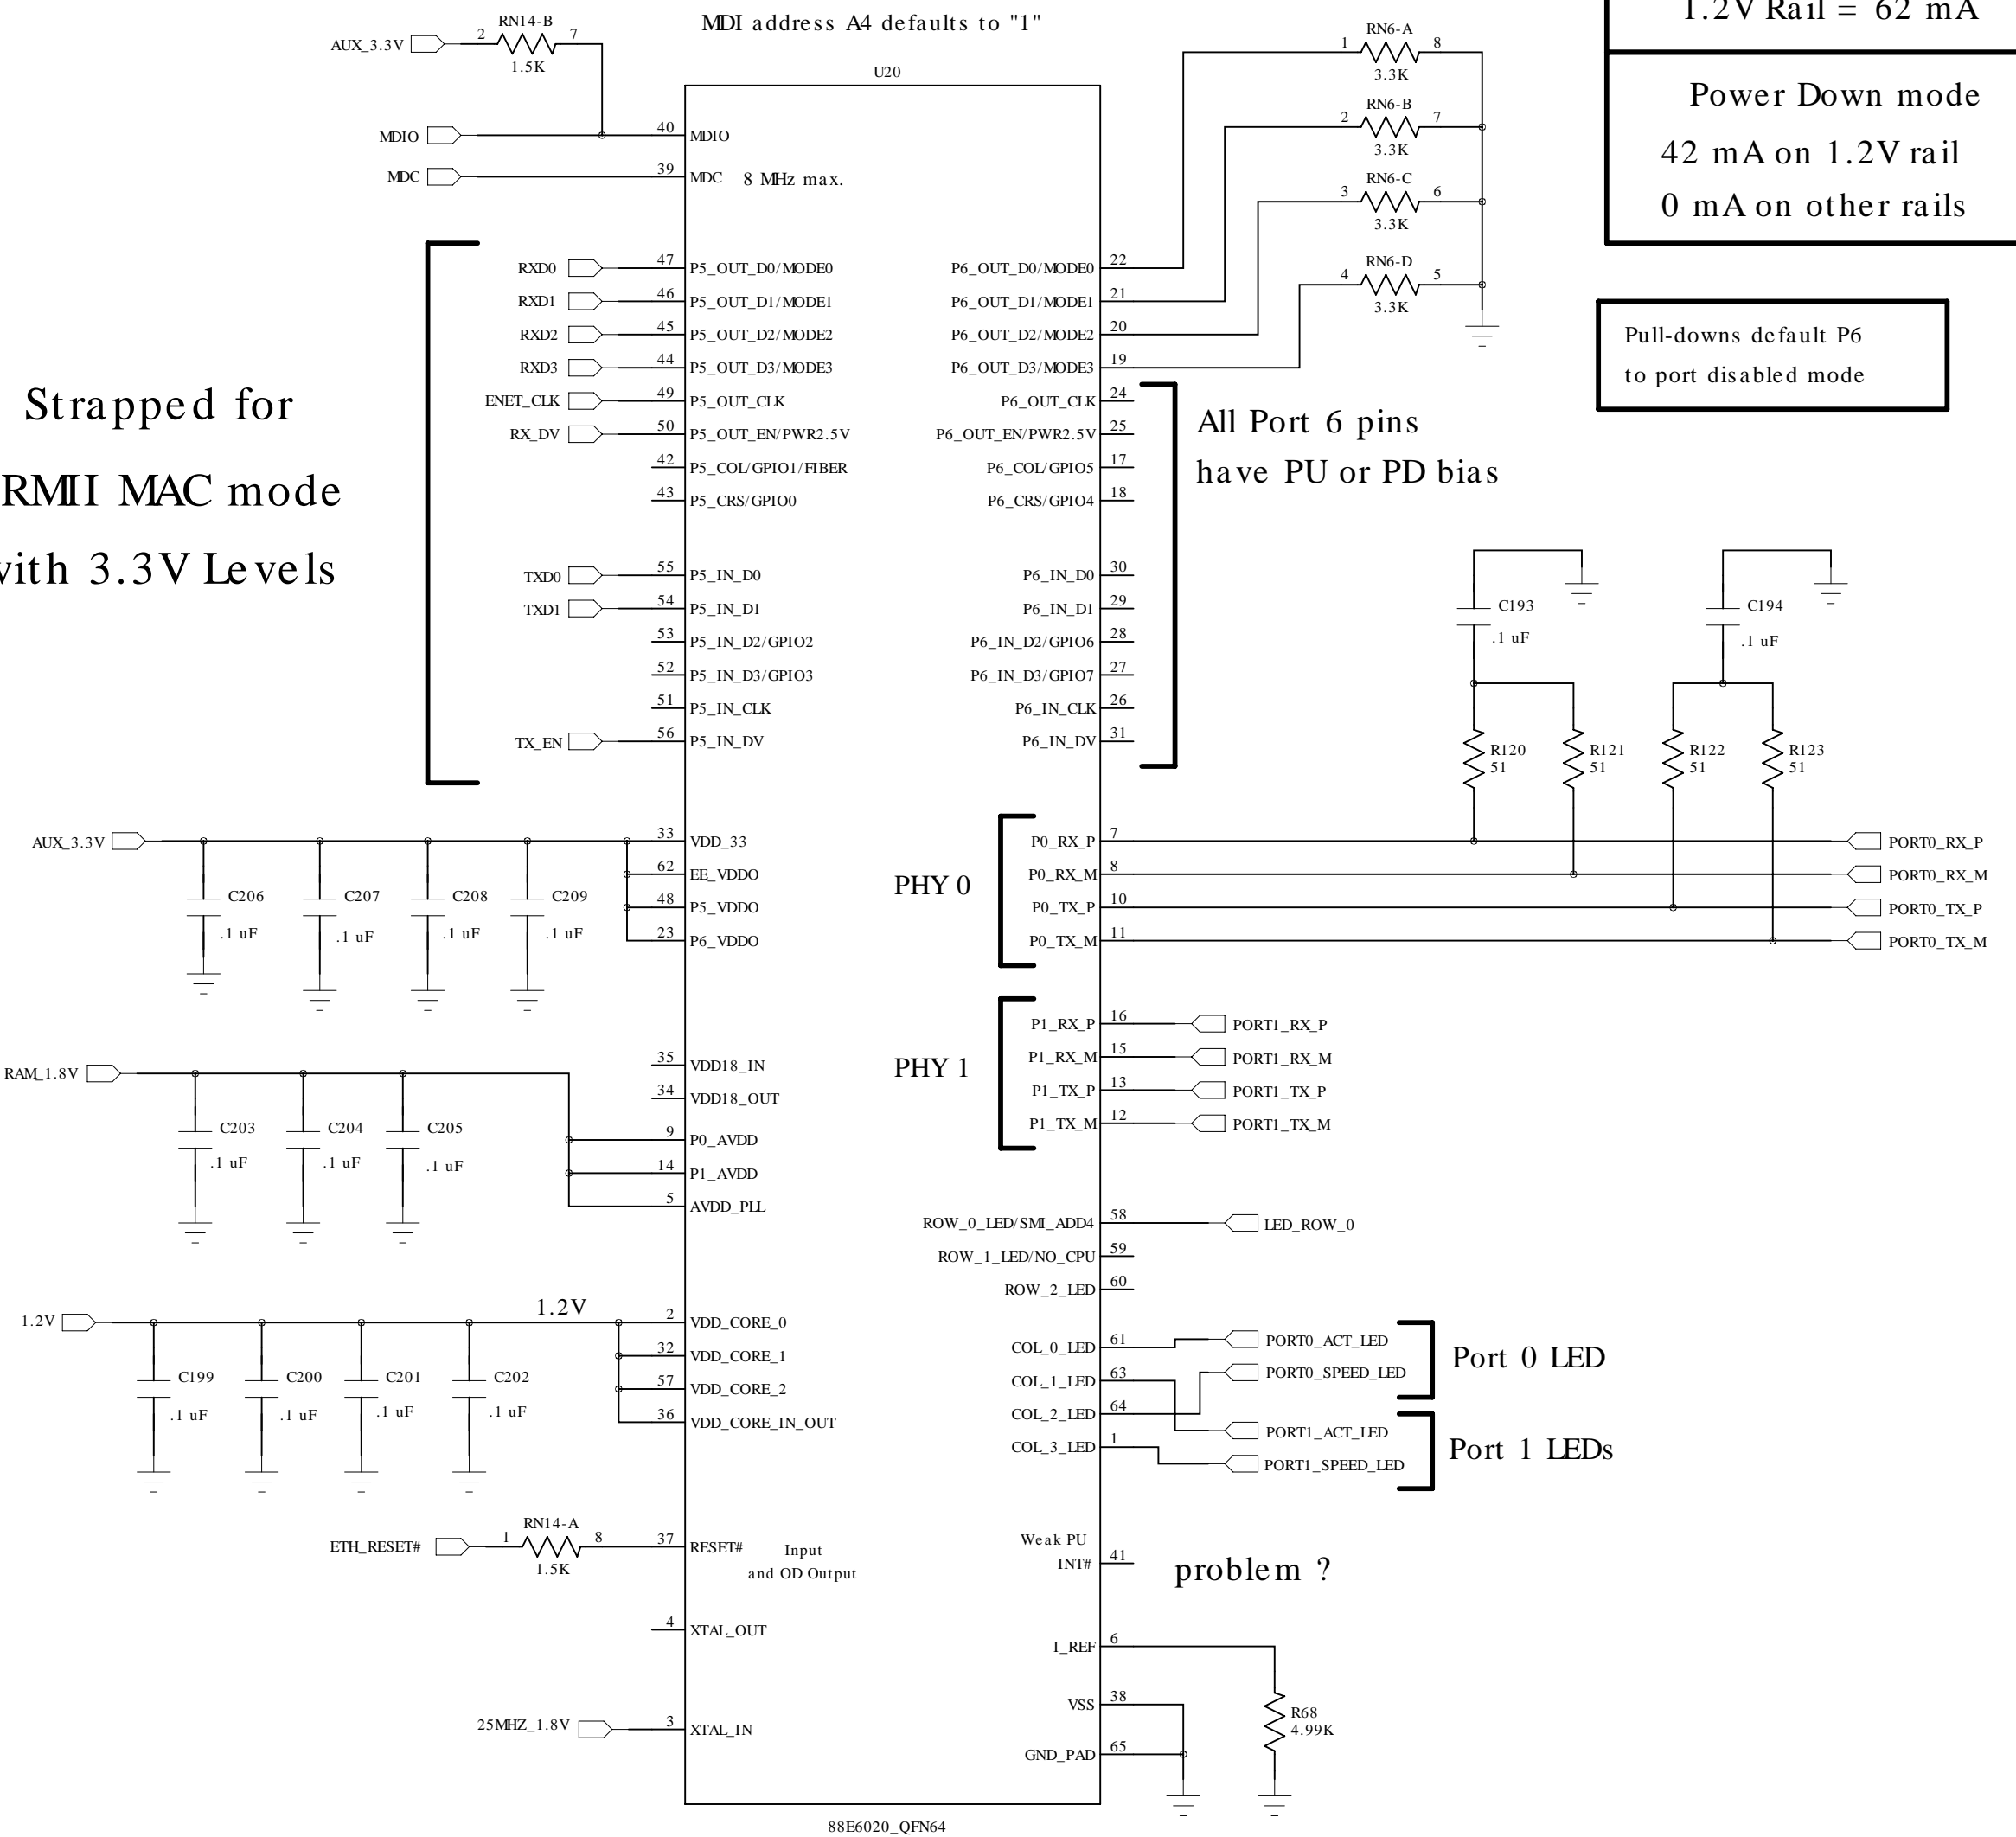 MDI address A4 defaults to "1"
1.2V Rail = 62 mA
Power Down mode
42 mA on 1.2V rail
0 mA on other rails
AUX_3.3V
2
RN14-B
7
1.5K
U20
MDIO
40
MDIO
MDC
39
MDC
8 MHz max.
1
RN6-A
8
3.3K
2
RN6-B
7
3.3K
3
RN6-C
6
3.3K
4
RN6-D
5
3.3K
Pull-downs default P6
to port disabled mode
Strapped for
RMII MAC mode
with 3.3V Levels
RXD0
47
P5_OUT_D0/MODE0
RXD1
46
P5_OUT_D1/MODE1
RXD2
45
P5_OUT_D2/MODE2
RXD3
44
P5_OUT_D3/MODE3
ENET_CLK
49
P5_OUT_CLK
RX_DV
50
P5_OUT_EN/PWR2.5V
42
P5_COL/GPIO1/FIBER
43
P5_CRS/GPIO0
TXD0
55
P5_IN_D0
TXD1
54
P5_IN_D1
53
P5_IN_D2/GPIO2
52
P5_IN_D3/GPIO3
51
P5_IN_CLK
TX_EN
56
P5_IN_DV
P6_OUT_D0/MODE0
22
P6_OUT_D1/MODE1
21
P6_OUT_D2/MODE2
20
P6_OUT_D3/MODE3
19
P6_OUT_CLK
24
P6_OUT_EN/PWR2.5V
25
P6_COL/GPIO5
17
P6_CRS/GPIO4
18
P6_IN_D0
30
P6_IN_D1
29
P6_IN_D2/GPIO6
28
P6_IN_D3/GPIO7
27
P6_IN_CLK
26
P6_IN_DV
31
All Port 6 pins
have PU or PD bias
C193
.1 uF
C194
.1 uF
R120
51
R121
51
R122
51
R123
51
AUX_3.3V
33
VDD_33
62
EE_VDDO
48
P5_VDDO
23
P6_VDDO
C206
.1 uF
C207
.1 uF
C208
.1 uF
C209
.1 uF
PHY 0
P0_RX_P
7
PORT0_RX_P
P0_RX_M
8
PORT0_RX_M
P0_TX_P
10
PORT0_TX_P
P0_TX_M
11
PORT0_TX_M
PHY 1
P1_RX_P
16
PORT1_RX_P
P1_RX_M
15
PORT1_RX_M
P1_TX_P
13
PORT1_TX_P
P1_TX_M
12
PORT1_TX_M
RAM_1.8V
35
VDD18_IN
34
VDD18_OUT
9
P0_AVDD
14
P1_AVDD
5
AVDD_PLL
C203
.1 uF
C204
.1 uF
C205
.1 uF
ROW_0_LED/SMI_ADD4
58
LED_ROW_0
ROW_1_LED/NO_CPU
59
ROW_2_LED
60
1.2V
1.2V
2
VDD_CORE_0
32
VDD_CORE_1
57
VDD_CORE_2
36
VDD_CORE_IN_OUT
C199
.1 uF
C200
.1 uF
C201
.1 uF
C202
.1 uF
COL_0_LED
61
PORT0_ACT_LED
COL_1_LED
63
PORT0_SPEED_LED
COL_2_LED
64
PORT1_ACT_LED
COL_3_LED
1
PORT1_SPEED_LED
Port 0 LED
Port 1 LEDs
ETH_RESET#
1
RN14-A
8
1.5K
37
RESET#
Input
and OD Output
Weak PU
INT#
41
problem ?
4
XTAL_OUT
I_REF
6
VSS
38
GND_PAD
65
R68
4.99K
25MHZ_1.8V
3
XTAL_IN
88E6020_QFN64